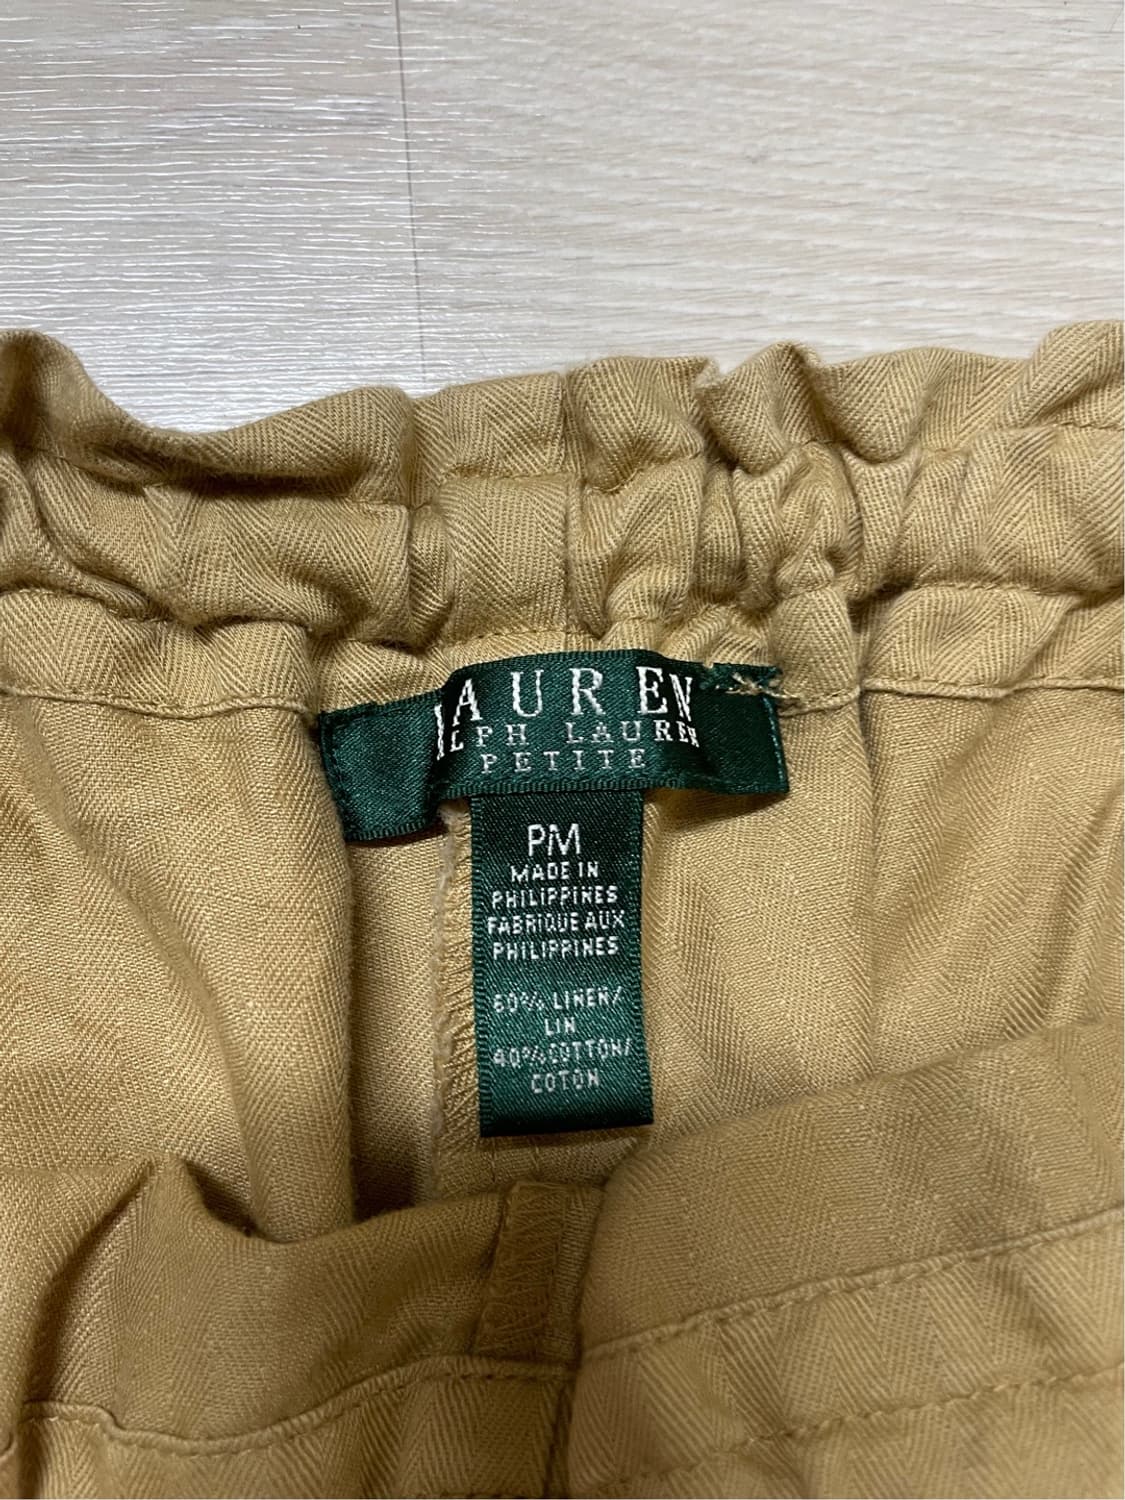 LAUREN
LPH LAUREN
PETITE
PM
MADE IN
PHILIPPINES
FABRIQUE AUX
PHILIPPINES
60% LINEN/
LIN
40% COTTON/
COTON